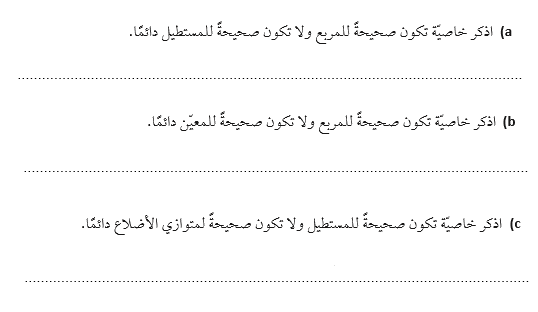 a) اذكر خاصيّة تكون صحيحةً للمربع ولا تكون صحيحةً للمستطيل دائمًا.
........................................................................................................................
b) اذكر خاصيّة تكون صحيحةً للمربع ولا تكون صحيحةً للمعيّن دائمًا.
........................................................................................................................
c) اذكر خاصيّة تكون صحيحةً للمستطيل ولا تكون صحيحةً لمتوازي الأضلاع دائمًا.
........................................................................................................................